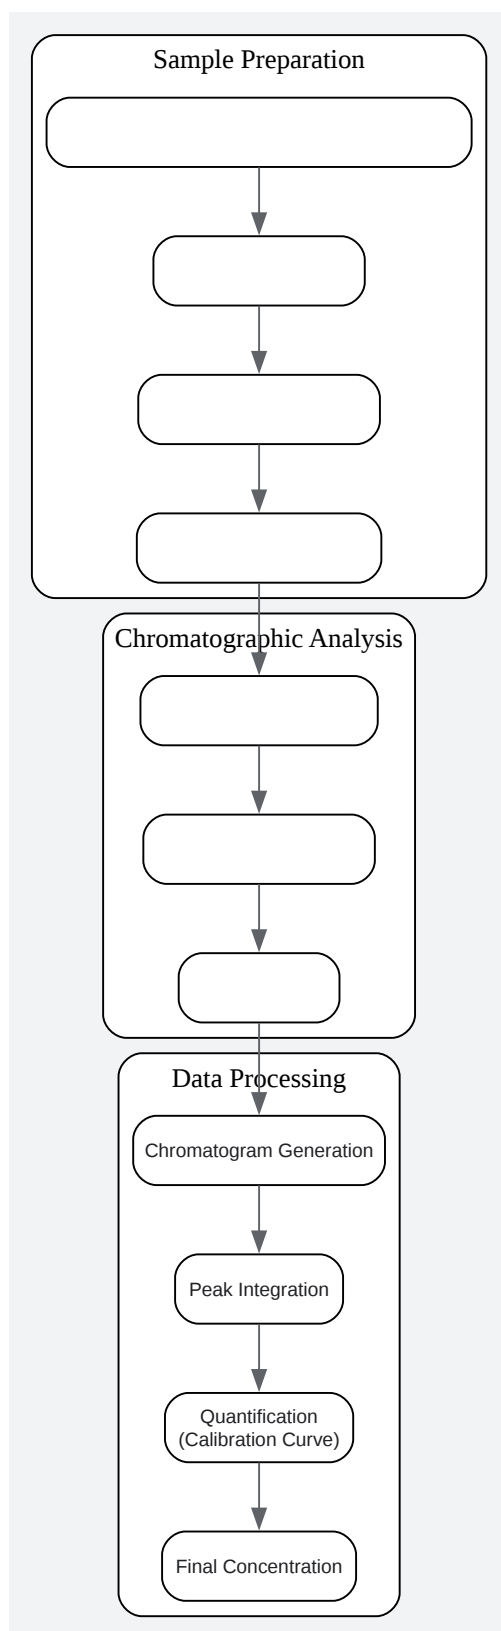 Sample Preparation
Chromatographic Analysis
Data Processing
Chromatogram Generation
Peak Integration
Quantification
(Calibration Curve)
Final Concentration